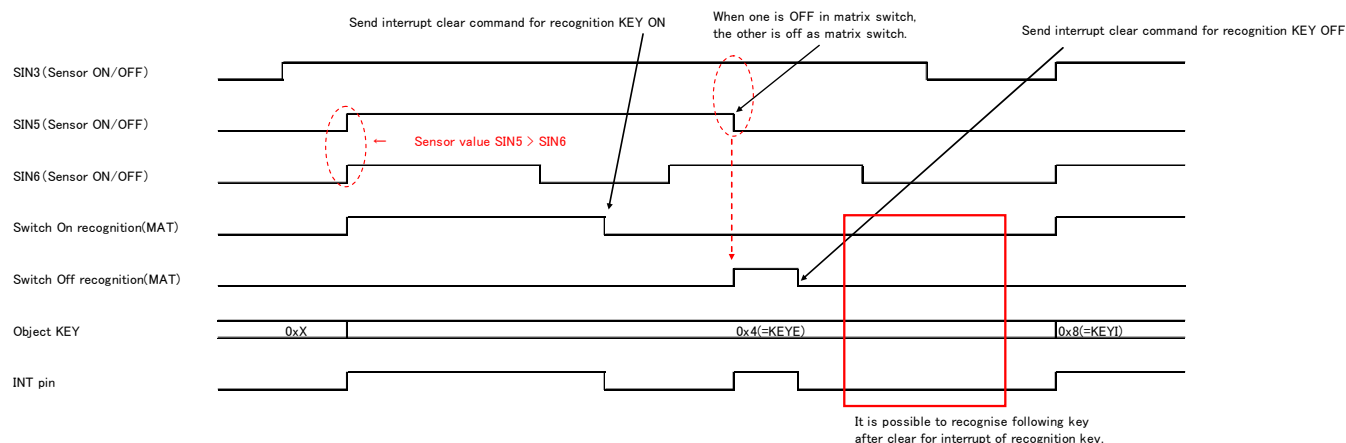 Send interrupt clear command for recognition KEY ON
When one is OFF in matrix switch,
the other is off as matrix switch.
Send interrupt clear command for recognition KEY OFF
SIN3(Sensor ON/OFF)
SIN5(Sensor ON/OFF)
← Sensor value SIN5 > SIN6
SIN6(Sensor ON/OFF)
Switch On recognition(MAT)
Switch Off recognition(MAT)
Object KEY 0xX 0x4(=KEYE) 0x8(=KEYI)
INT pin
It is possible to recognise following key
after clear for interrupt of recognition key.